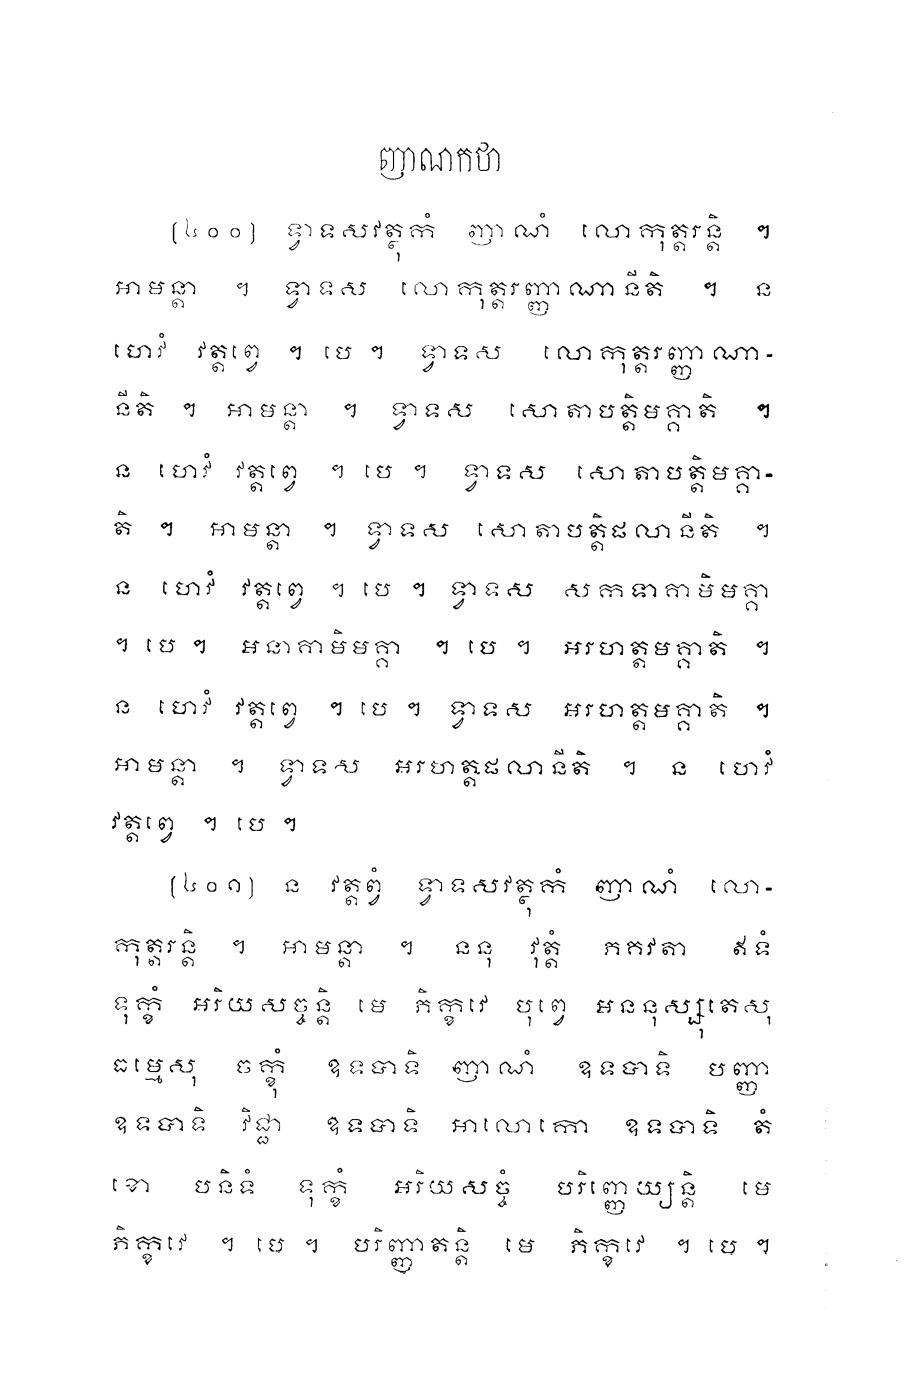 ញាណកថា
(៤០០) ទ្វាទសវត្ថុកំ ញាណំ លោកុត្តរន្តិ ។
អាមន្តា ។ ទ្វាទស លោកុត្តរញ្ញាណានីតិ ។ ន
ហេវំ វត្តព្វេ ។ បេ ។ ទ្វាទស លោកុត្តរញ្ញាណា-
នីតិ ។ អាមន្តា ។ ទ្វាទស សោតាបត្តិមគ្គាតិ ។
ន ហេវំ វត្តព្វេ ។ បេ ។ ទ្វាទស សោតាបត្តិមគ្គា-
តិ ។ អាមន្តា ។ ទ្វាទស សោតាបត្តិផលានីតិ ។
ន ហេវំ វត្តព្វេ ។ បេ ។ ទ្វាទស សកទាគាមិមគ្គា
។ បេ ។ អនាគាមិមគ្គា ។ បេ ។ អរហត្តមគ្គាតិ ។
ន ហេវំ វត្តព្វេ ។ បេ ។ ទ្វាទស អរហត្តមគ្គាតិ ។
អាមន្តា ។ ទ្វាទស អរហត្តផលានីតិ ។ ន ហេវំ
វត្តព្វេ ។ បេ ។
(៤០១) ន វត្តព្វំ ទ្វាទសវត្ថុកំ ញាណំ លោ-
កុត្តរន្តិ ។ អាមន្តា ។ ននុ វុត្តំ ភគវតា ឥទំ
ទុក្ខំ អរិយសច្ចន្តិ មេ ភិក្ខវេ បុព្វេ អននុស្សុតេសុ
ធម្មេសុ ចក្ខុំ ឧទបាទិ ញាណំ ឧទបាទិ បញ្ញា
ឧទបាទិ វិជ្ជា ឧទបាទិ អាលោកោ ឧទបាទិ តំ
ខោ បនិទំ ទុក្ខំ អរិយសច្ចំ បរិញ្ញេយ្យន្តិ មេ
ភិក្ខវេ ។ បេ ។ បរិញ្ញាតន្តិ មេ ភិក្ខវេ ។ បេ ។